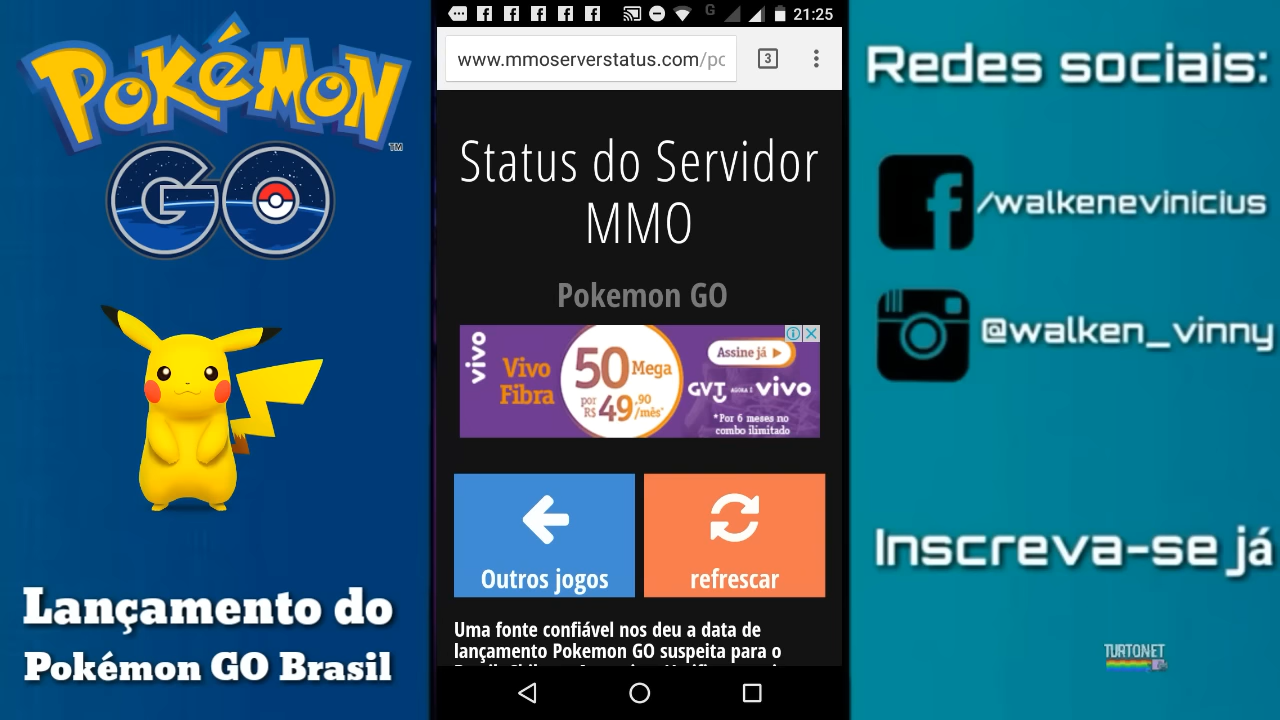 POKÉMON
TM
GO
Lançamento do
Pokémon GO Brasil
G
21:25
www.mmoserverstatus.com/po
3
Status do Servidor
MMO
Pokemon GO
vivo
Vivo
Fibra
50 Mega
por
R$ 49,90
/mês*
Assine já
GVT AGORA É vivo
*Por 6 meses no
combo ilimitado
Outros jogos
refrescar
Uma fonte confiável nos deu a data de
lançamento Pokemon GO suspeita para o
Redes sociais:
/walkenevinicius
@walken_vinny
Inscreva-se já
TURTONET